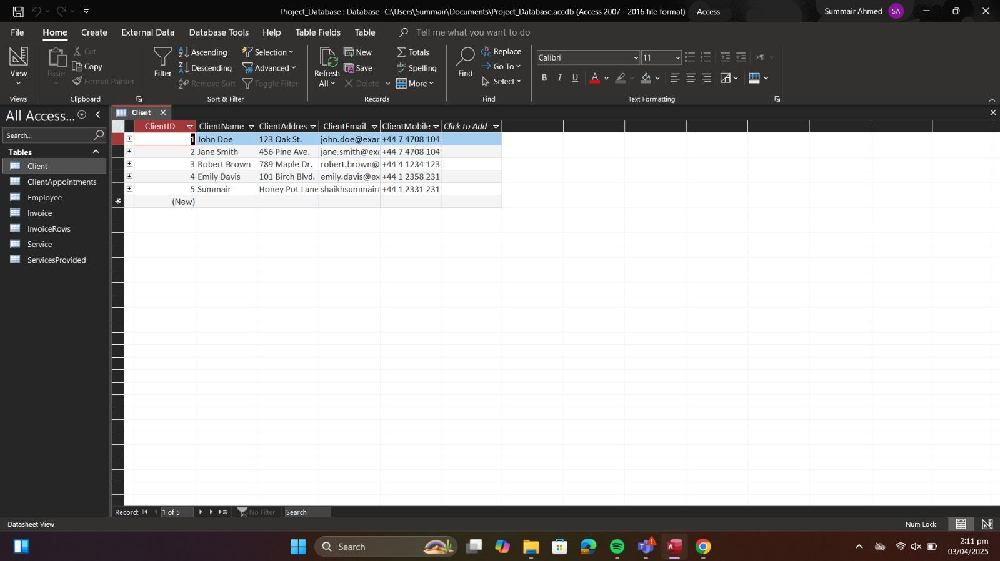 Project_Database : Database- C:\Users\Summair\Documents\Project_Database.accdb (Access 2007 - 2016 file format) - Access
Summair Ahmed
SA
File Home Create External Data Database Tools Help Table Fields Table Tell me what you want to do
View
Views
Paste
Cut
Copy
Format Painter
Clipboard
Filter
Ascending
Descending
Remove Sort
Selection
Advanced
Toggle Filter
Sort & Filter
Refresh
All
New
Save
Delete
Totals
Spelling
More
Records
Find
Replace
Go To
Select
Find
Calibri
11
B I U A
Text Formatting
All Access...
Search...
Tables
Client
ClientAppointments
Employee
Invoice
InvoiceRows
Service
ServicesProvided
Client
ClientID ClientName ClientAddres ClientEmail ClientMobile Click to Add
1 John Doe 123 Oak St. john.doe@exar +44 7 4708 104
2 Jane Smith 456 Pine Ave. jane.smith@exa +44 7 4708 104
3 Robert Brown 789 Maple Dr. robert.brown@ +44 4 1234 123
4 Emily Davis 101 Birch Blvd. emily.davis@ex +44 1 2358 231
5 Summair Honey Pot Lane shaikhsummair +44 1 2331 231
(New)
Record: 1 of 5 No Filter Search
Datasheet View
Num Lock
Search
2:11 pm
03/04/2025